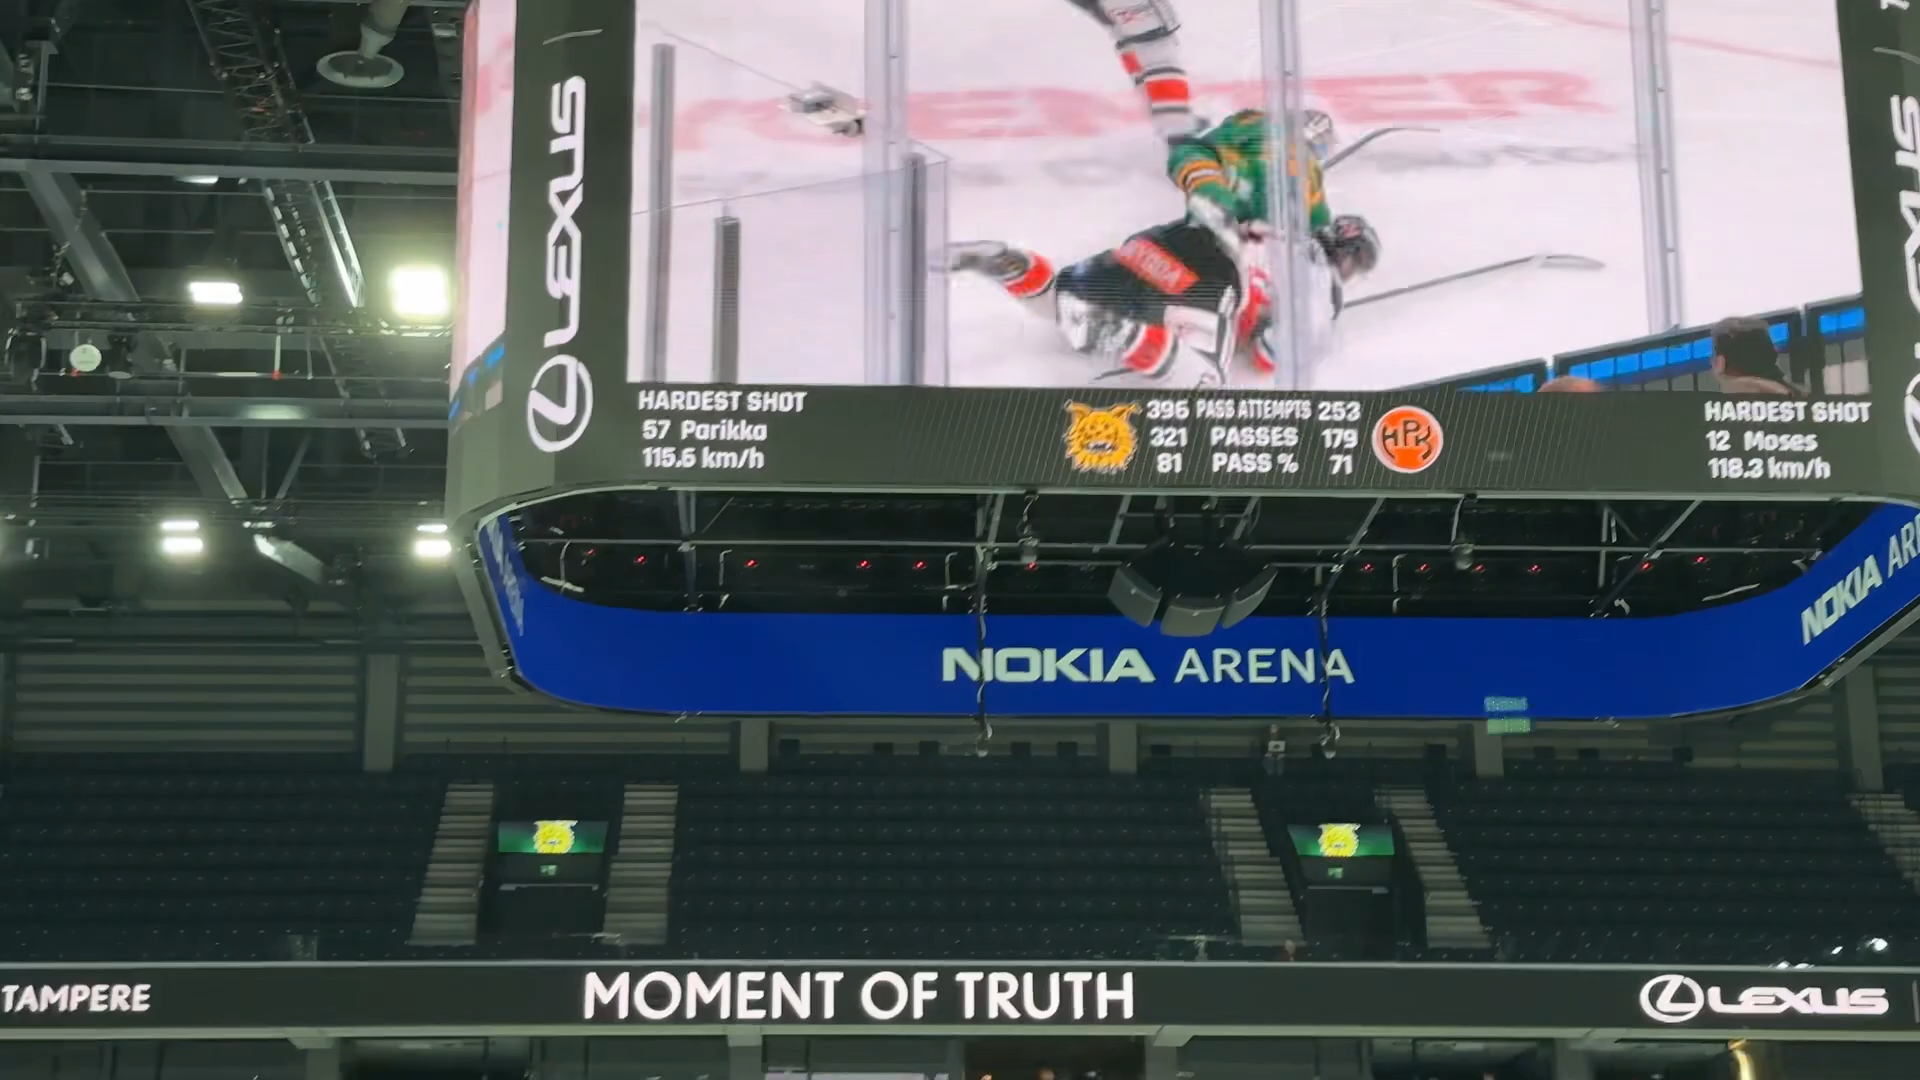 LEXUS
HARDEST SHOT
57 Parikka
115.6 km/h
396 PASS ATTEMPTS 253
321 PASSES 179
81 PASS % 71
HPK
HARDEST SHOT
12 Moses
118.3 km/h
NOKIA ARENA
NOKIA AR
TAMPERE
MOMENT OF TRUTH
LEXUS